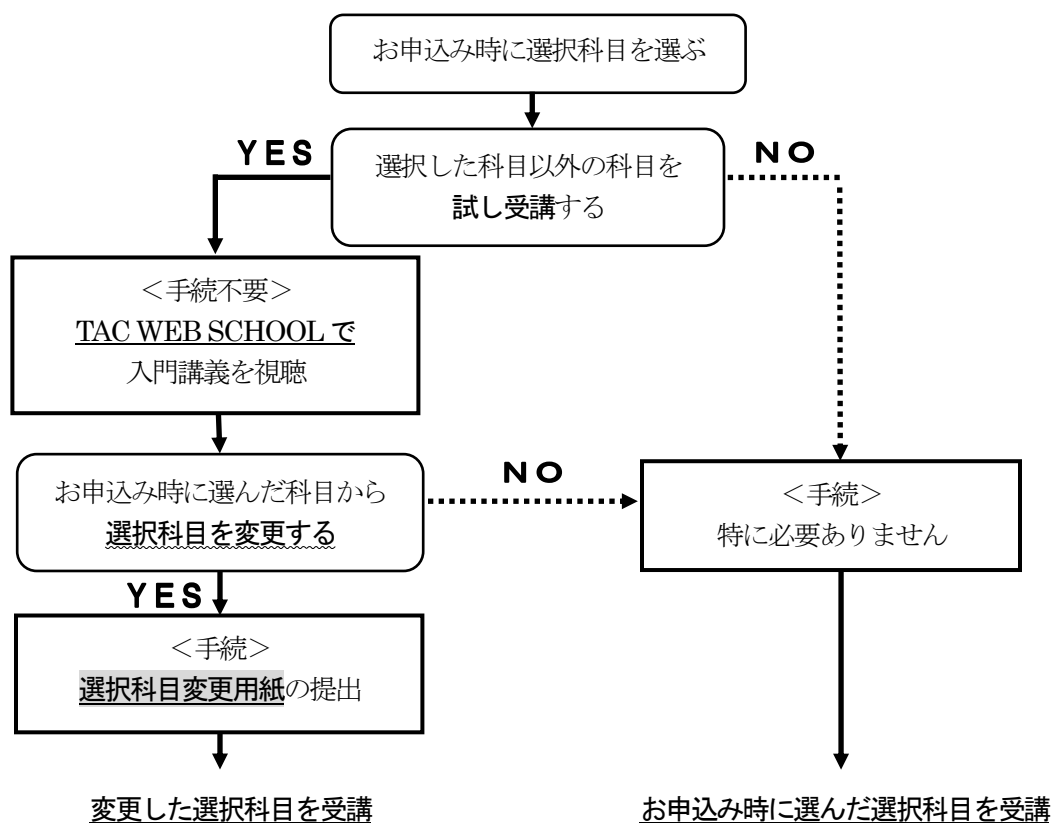 お申込み時に選択科目を選ぶ
YES
選択した科目以外の科目を
試し受講する
NO
＜手続不要＞
TAC WEB SCHOOL で
入門講義を視聴
お申込み時に選んだ科目から
選択科目を変更する
NO
＜手続＞
特に必要ありません
YES
＜手続＞
選択科目変更用紙の提出
変更した選択科目を受講
お申込み時に選んだ選択科目を受講